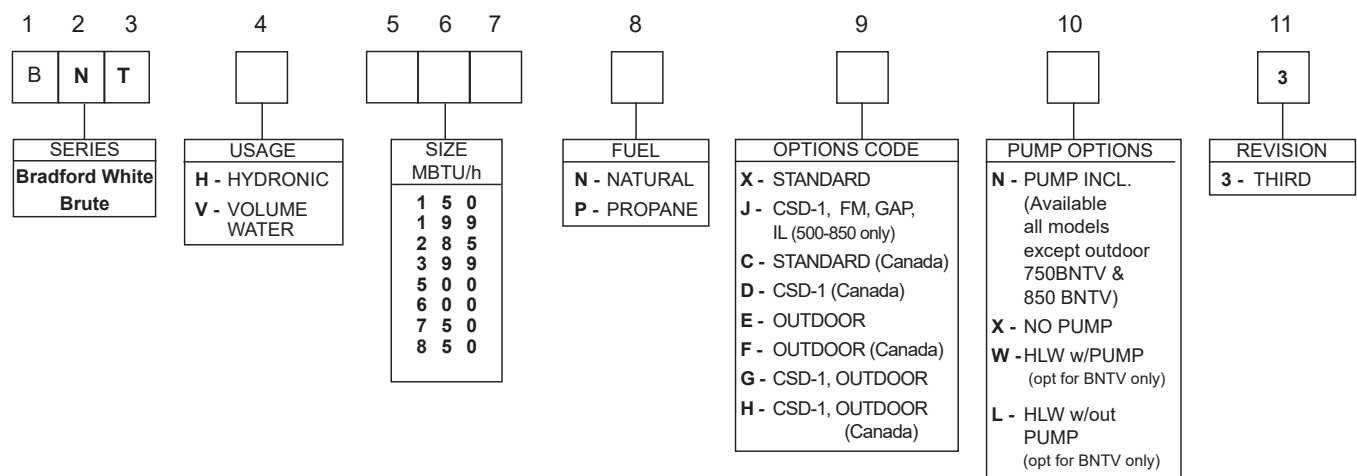 1 2 3 4 5 6 7 8 9 10 11
B N T 3
SERIES
Bradford White
Brute
USAGE
H - HYDRONIC
V - VOLUME
WATER
SIZE
MBTU/h
1 5 0
1 9 9
2 8 5
3 9 9
5 0 0
6 0 0
7 5 0
8 5 0
FUEL
N - NATURAL
P - PROPANE
OPTIONS CODE
X - STANDARD
J - CSD-1, FM, GAP,
IL (500-850 only)
C - STANDARD (Canada)
D - CSD-1 (Canada)
E - OUTDOOR
F - OUTDOOR (Canada)
G - CSD-1, OUTDOOR
H - CSD-1, OUTDOOR
(Canada)
PUMP OPTIONS
N - PUMP INCL.
(Available
all models
except outdoor
750BNTV &
850 BNTV)
X - NO PUMP
W - HLW w/PUMP
(opt for BNTV only)
L - HLW w/out
PUMP
(opt for BNTV only)
REVISION
3 - THIRD